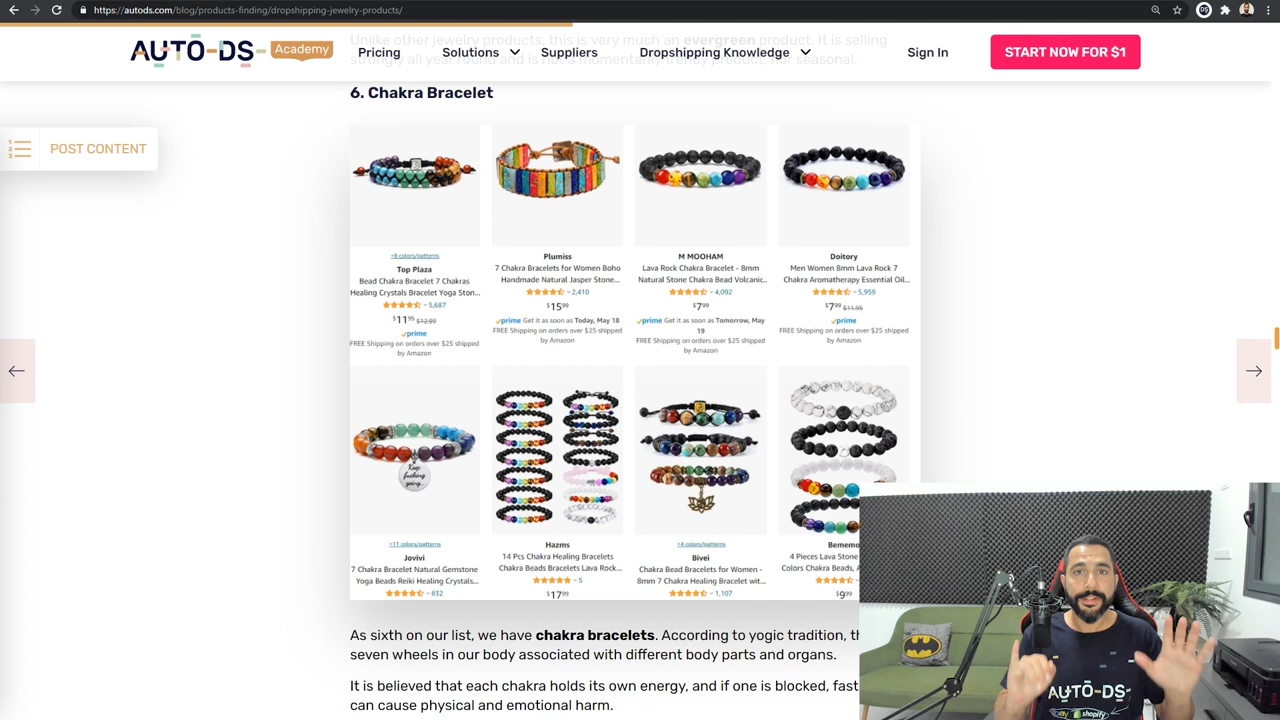 https://autods.com/blog/products-finding/dropshipping-jewelry-products/
Unlike other jewelry products, this is very much an evergreen product. It is selling
strongly all year round and is not a momentarily trendy product, nor seasonal.
AUTO-DS- Academy
Pricing
Solutions
Suppliers
Dropshipping Knowledge
Sign In
START NOW FOR $1
POST CONTENT
6. Chakra Bracelet
+8 colors/patterns
Top Plaza
Bead Chakra Bracelet 7 Chakras
Healing Crystals Bracelet Yoga Ston...
5,687
$11.95 $12.99
prime
FREE Shipping on orders over $25 shipped
by Amazon
Plumiss
7 Chakra Bracelets for Women Boho
Handmade Natural Jasper Stone...
2,410
$15.99
prime Get it as soon as Today, May 18
FREE Shipping on orders over $25 shipped
by Amazon
M MOOHAM
Lava Rock Chakra Bracelet - 8mm
Natural Stone Chakra Bead Volcanic...
4,092
$7.99
prime Get it as soon as Tomorrow, May
19
FREE Shipping on orders over $25 shipped
by Amazon
Doitory
Men Women 8mm Lava Rock 7
Chakra Aromatherapy Essential Oil...
5,959
$7.99 $11.95
prime
FREE Shipping on orders over $25 shipped
by Amazon
Keep
fucking
going...
+11 colors/patterns
Jovivi
7 Chakra Bracelet Natural Gemstone
Yoga Beads Reiki Healing Crystals...
832
Hazms
14 Pcs Chakra Healing Bracelets
Chakra Beads Bracelets Lava Rock...
5
$17.99
+4 colors/patterns
Bivei
Chakra Bead Bracelets for Women -
8mm 7 Chakra Healing Bracelet wit...
1,107
Bememo
4 Pieces Lava Stone
Colors Chakra Beads, A
$9.99
As sixth on our list, we have chakra bracelets. According to yogic tradition, th
seven wheels in our body associated with different body parts and organs.
It is believed that each chakra holds its own energy, and if one is blocked, fast
can cause physical and emotional harm.
AUTO-DS-
ebay shopify